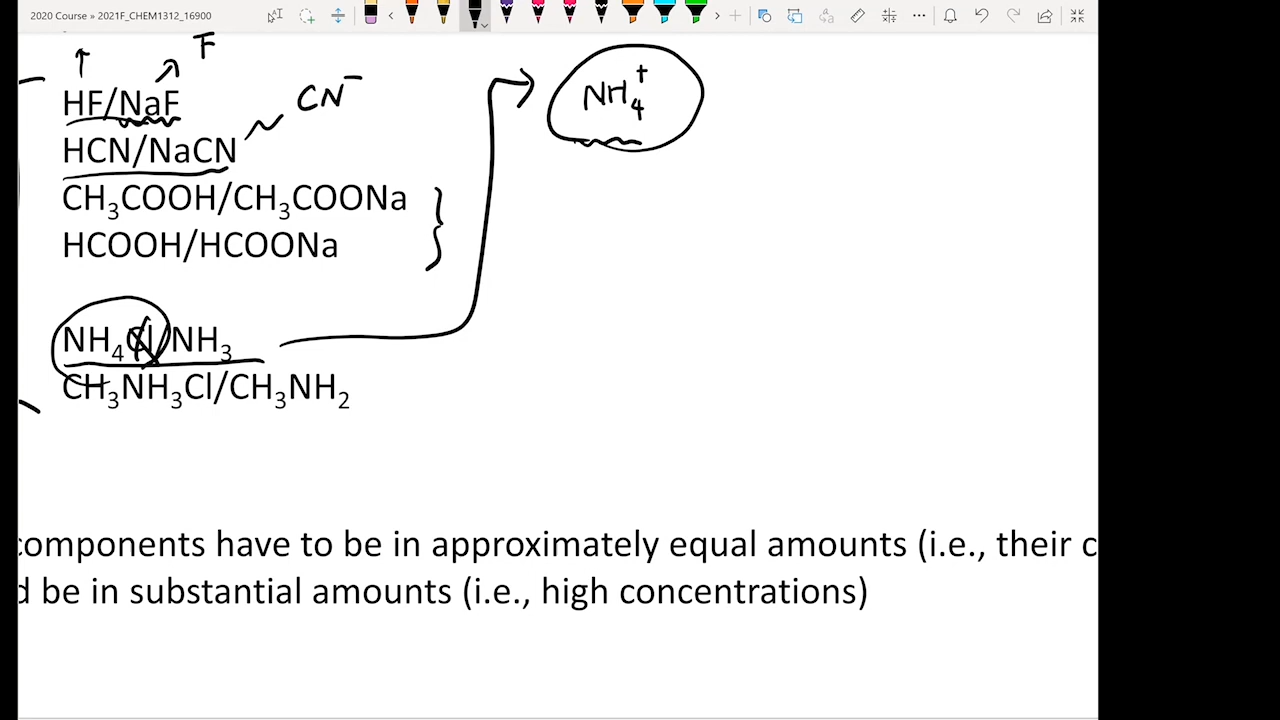 2020 Course » 2021F_CHEM1312_16900
F
HF/NaF
CN⁻
NH₄⁺
HCN/NaCN
CH₃COOH/CH₃COONa
HCOOH/HCOONa
NH₄Cl/NH₃
CH₃NH₃Cl/CH₃NH₂
components have to be in approximately equal amounts (i.e., their c
d be in substantial amounts (i.e., high concentrations)